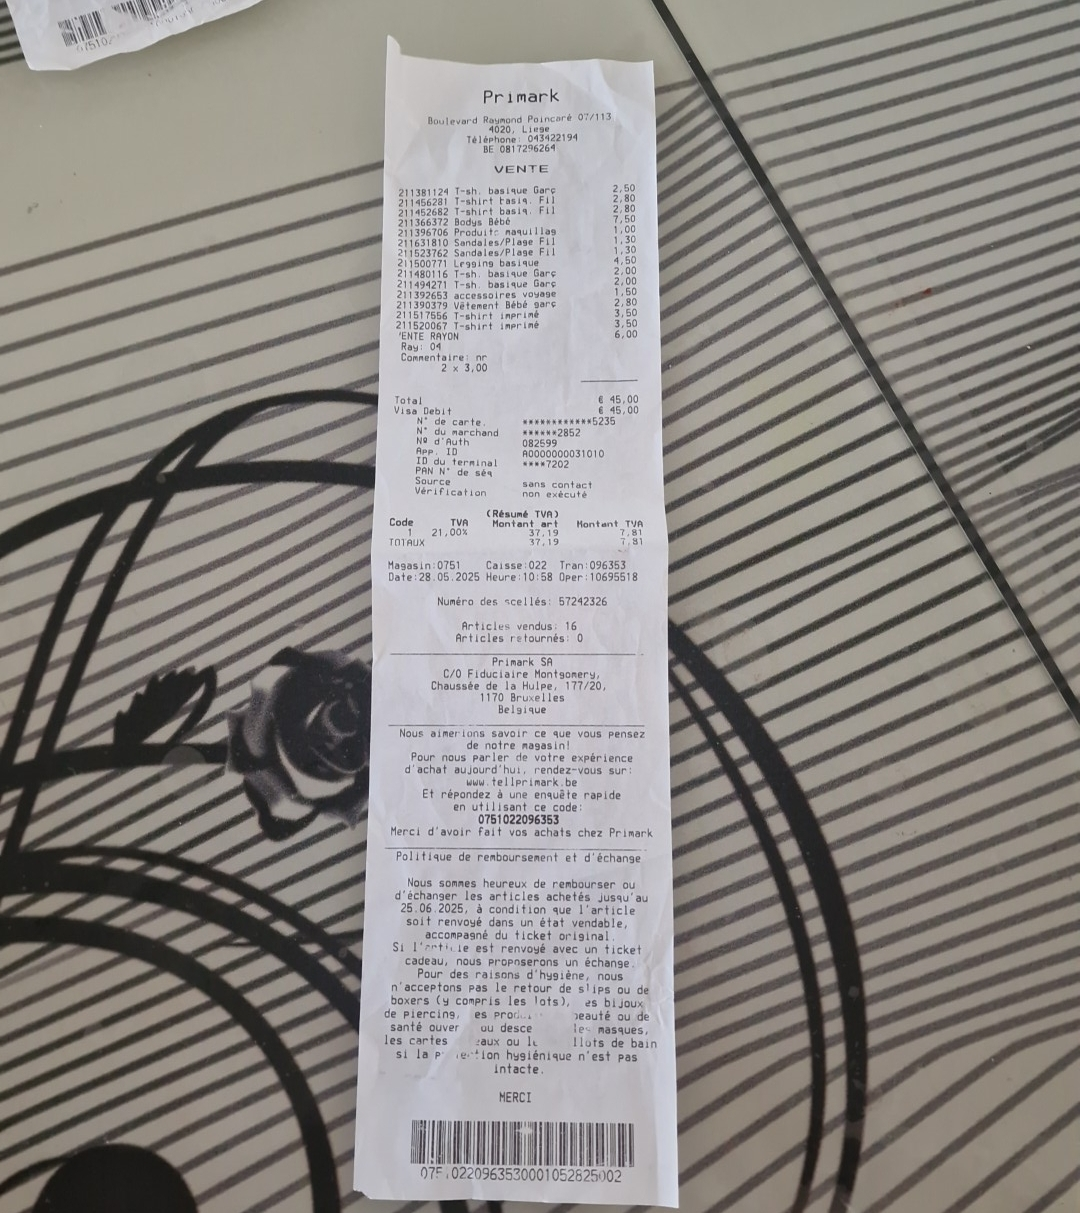 Primark
Boulevard Raymond Poincaré 07/113
4020, Liege
Téléphone: 043422194
BE 0817296264
VENTE
211381124 T-sh. basique Garç 2,50
211456281 T-shirt basiq. Fil 2,80
211452682 T-shirt basiq. Fil 2,80
211366372 Bodys Bébé 7,50
211396706 Produits maquillag 1,00
211631810 Sandales/Plage Fil 1,30
211523762 Sandales/Plage Fil 1,30
211500771 Legging basique 4,50
211480116 T-sh. basique Garç 2,00
211494271 T-sh. basique Garç 2,00
211392653 accessoires voyage 1,50
211390379 Vêtement Bébé garç 2,80
211517556 T-shirt imprimé 3,50
211520067 T-shirt imprimé 3,50
VENTE RAYON 6,00
Ray: 04
Commentaire: nr
2 x 3,00
Total € 45,00
Visa Debit € 45,00
N° de carte. ************5235
N° du marchand ******2852
Nº d'Auth 082599
App. ID A0000000031010
ID du terminal ****7202
PAN N° de séq
Source sans contact
Vérification non exécuté
(Résumé TVA)
Code TVA Montant art Montant TVA
1 21,00% 37,19 7,81
TOTAUX 37,19 7,81
Magasin:0751 Caisse:022 Tran:096353
Date:28.05.2025 Heure:10:58 Oper:10695518
Numéro des scellés: 57242326
Articles vendus: 16
Articles retournés: 0
Primark SA
C/O Fiduciaire Montgomery,
Chaussée de la Hulpe, 177/20,
1170 Bruxelles
Belgique
Nous aimerions savoir ce que vous pensez
de notre magasin!
Pour nous parler de votre expérience
d'achat aujourd'hui, rendez-vous sur:
www.tellprimark.be
Et répondez à une enquête rapide
en utilisant ce code:
0751022096353
Merci d'avoir fait vos achats chez Primark
Politique de remboursement et d'échange
Nous sommes heureux de rembourser ou
d'échanger les articles achetés jusqu'au
25.06.2025, à condition que l'article
soit renvoyé dans un état vendable,
accompagné du ticket original.
Si l'article est renvoyé avec un ticket
cadeau, nous proposerons un échange.
Pour des raisons d'hygiène, nous
n'acceptons pas le retour de slips ou de
boxers (y compris les lots), bijoux
de piercing, beauté ou de
santé ou les masques,
les cartes ou de bain
si la hygiénique n'est pas
intacte.
MERCI